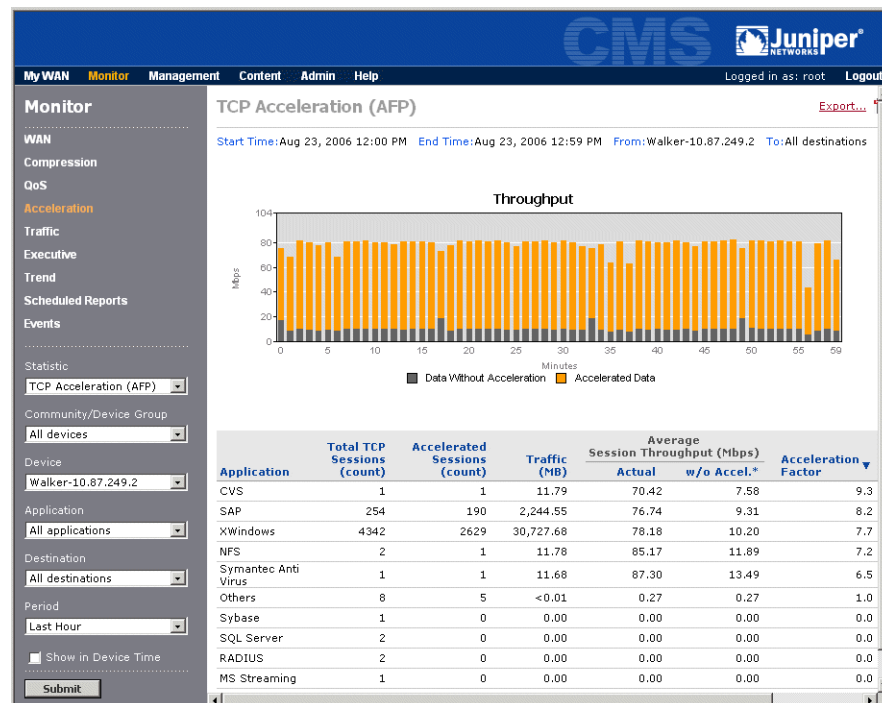 CMS
Juniper®
NETWORKS
My WAN Monitor Management Content Admin Help Logged in as: root Logout
Monitor
WAN
Compression
QoS
Acceleration
Traffic
Executive
Trend
Scheduled Reports
Events
Statistic
TCP Acceleration (AFP)
Community/Device Group
All devices
Device
Walker-10.87.249.2
Application
All applications
Destination
All destinations
Period
Last Hour
Show in Device Time
Submit
TCP Acceleration (AFP)
Export...
Start Time:Aug 23, 2006 12:00 PM End Time:Aug 23, 2006 12:59 PM From:Walker-10.87.249.2 To:All destinations
Throughput
104
80
60
40
20
0
Mbps
0 5 10 15 20 25 30 35 40 45 50 55 59
Minutes
Data Without Acceleration Accelerated Data
Application Total TCP Sessions (count) Accelerated Sessions (count) Traffic (MB) Average Session Throughput (Mbps) Actual w/o Accel.* Acceleration Factor
CVS 1 1 11.79 70.42 7.58 9.3
SAP 254 190 2,244.55 76.74 9.31 8.2
XWindows 4342 2629 30,727.68 78.18 10.20 7.7
NFS 2 1 11.78 85.17 11.89 7.2
Symantec Anti Virus 1 1 11.68 87.30 13.49 6.5
Others 8 5 <0.01 0.27 0.27 1.0
Sybase 1 0 0.00 0.00 0.00 0.0
SQL Server 2 0 0.00 0.00 0.00 0.0
RADIUS 2 0 0.00 0.00 0.00 0.0
MS Streaming 1 0 0.00 0.00 0.00 0.0